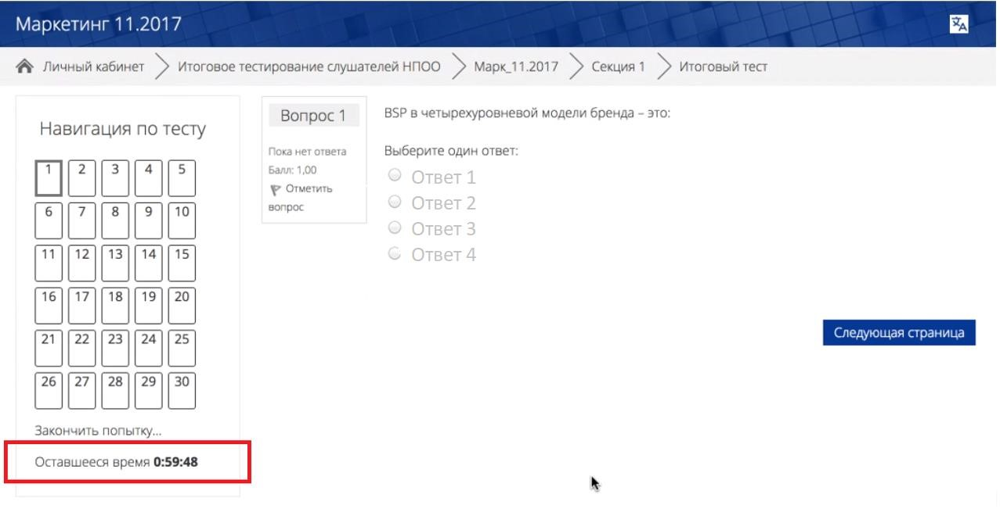 Маркетинг 11.2017
Личный кабинет
Итоговое тестирование слушателей НПОО
Марк_11.2017
Секция 1
Итоговый тест
Навигация по тесту
1 2 3 4 5
6 7 8 9 10
11 12 13 14 15
16 17 18 19 20
21 22 23 24 25
26 27 28 29 30
Закончить попытку...
Оставшееся время 0:59:48
Вопрос 1
Пока нет ответа
Балл: 1,00
Отметить
вопрос
BSP в четырехуровневой модели бренда – это:
Выберите один ответ:
Ответ 1
Ответ 2
Ответ 3
Ответ 4
Следующая страница